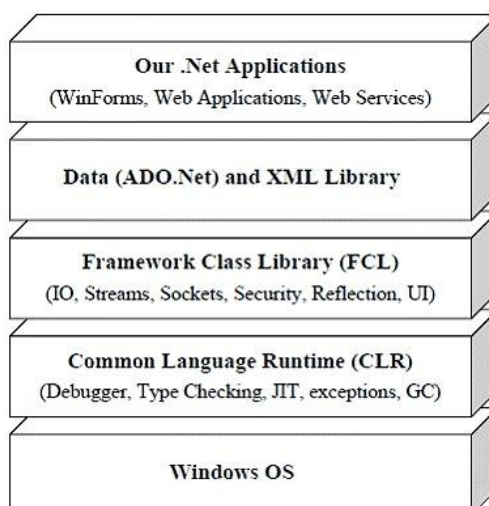 Our .Net Applications
(WinForms, Web Applications, Web Services)
Data (ADO.Net) and XML Library
Framework Class Library (FCL)
(IO, Streams, Sockets, Security, Reflection, UI)
Common Language Runtime (CLR)
(Debugger, Type Checking, JIT, exceptions, GC)
Windows OS